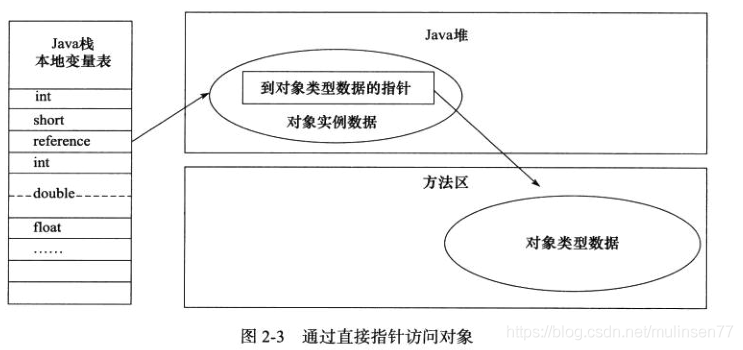 Java栈
本地变量表
int
short
reference
int
double
float
……
Java堆
到对象类型数据的指针
对象实例数据
方法区
对象类型数据
图 2-3 通过直接指针访问对象
https://blog.csdn.net/mulinsen77